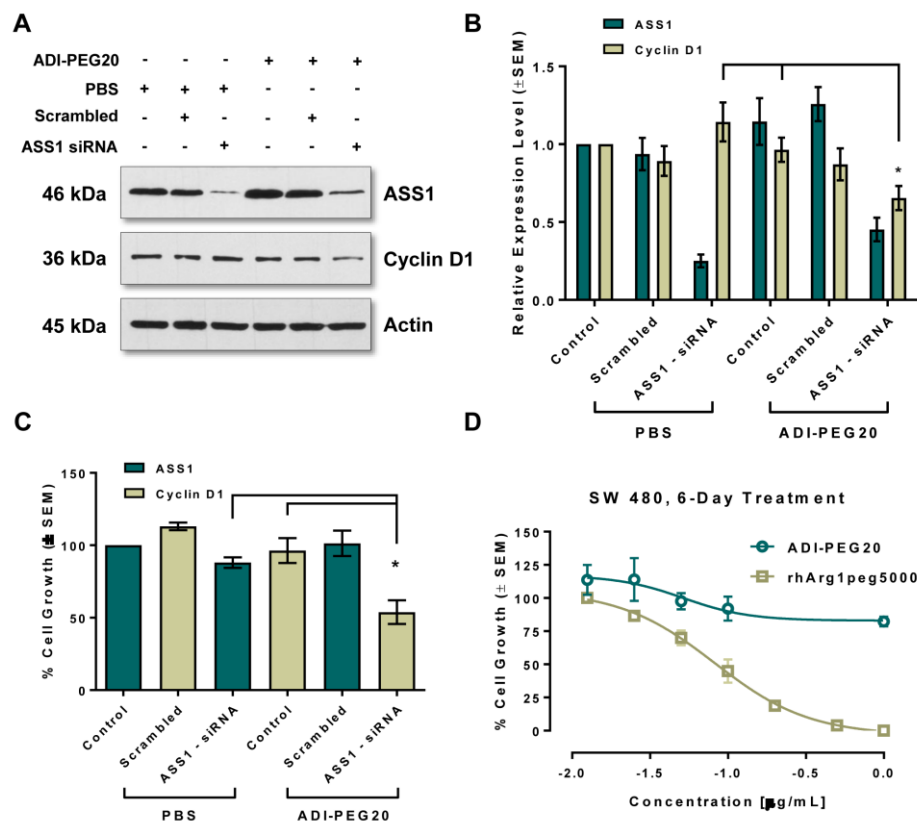 A
ADI-PEG20 - - - + + +
PBS + + + - - -
Scrambled - + - - + -
ASS1 siRNA - - + - - +
46 kDa ASS1
36 kDa Cyclin D1
45 kDa Actin
B
ASS1
Cyclin D1
Relative Expression Level (±SEM)
1.5
1.0
0.5
0.0
*
Control
Scrambled
ASS1 - siRNA
Control
Scrambled
ASS1 - siRNA
PBS
ADI-PEG20
C
ASS1
Cyclin D1
% Cell Growth (± SEM)
150
100
50
0
*
Control
Scrambled
ASS1 - siRNA
Control
Scrambled
ASS1 - siRNA
PBS
ADI-PEG20
D
SW 480, 6-Day Treatment
ADI-PEG20
rhArg1peg5000
% Cell Growth (± SEM)
125
100
75
50
25
0
-2.0 -1.5 -1.0 -0.5 0.0
Concentration [µg/mL]